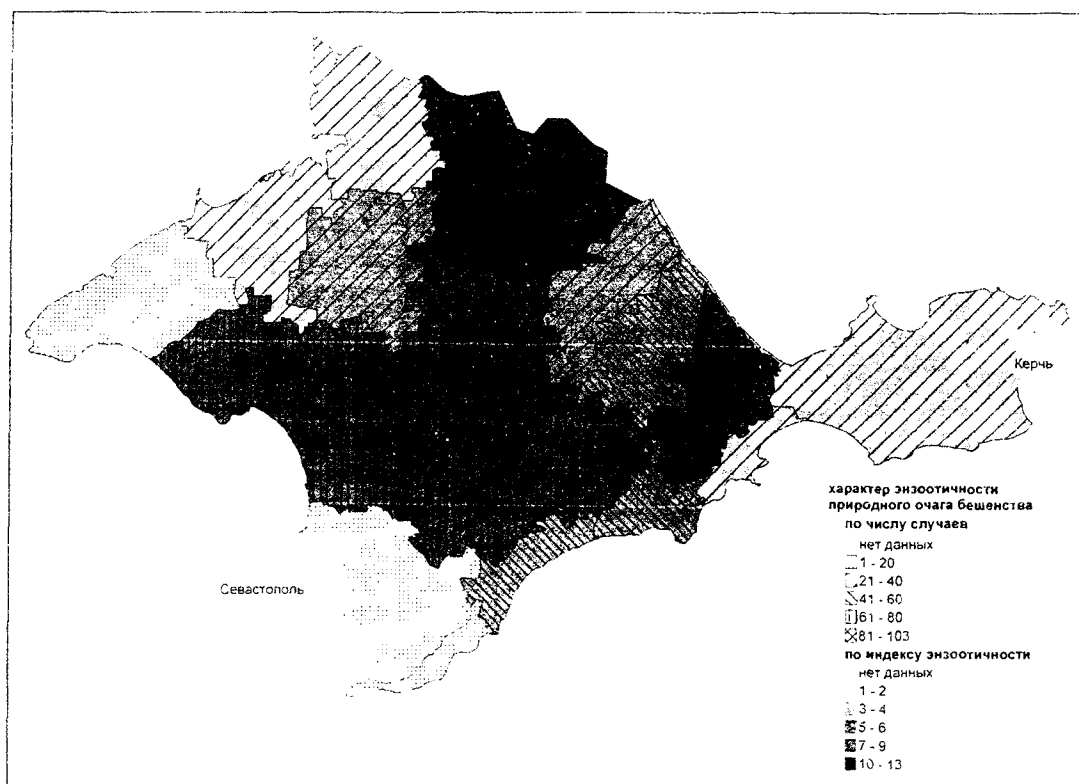 Керчь
Севастополь
характер энзоотичности
природного очага бешенства
по числу случаев
нет данных
1 - 20
21 - 40
41 - 60
61 - 80
81 - 103
по индексу энзоотичности
нет данных
1 - 2
3 - 4
5 - 6
7 - 9
10 - 13